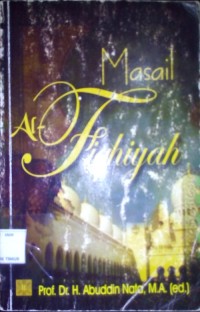 Masail
Al-Fiqhiyah
Prof. Dr. H. Abuddin Nata, M.A. (ed.)